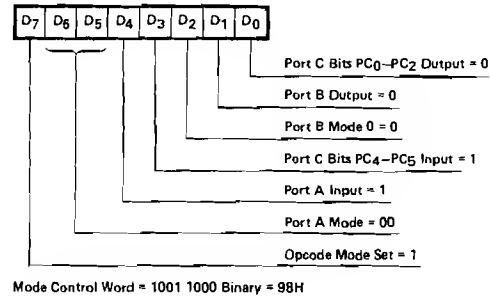 D7 D6 D5 D4 D3 D2 D1 D0
Port C Bits PC0–PC2 Output = 0
Port B Output = 0
Port B Mode 0 = 0
Port C Bits PC4–PC5 Input = 1
Port A Input = 1
Port A Mode = 00
Opcode Mode Set = 1
Mode Control Word = 1001 1000 Binary = 98H